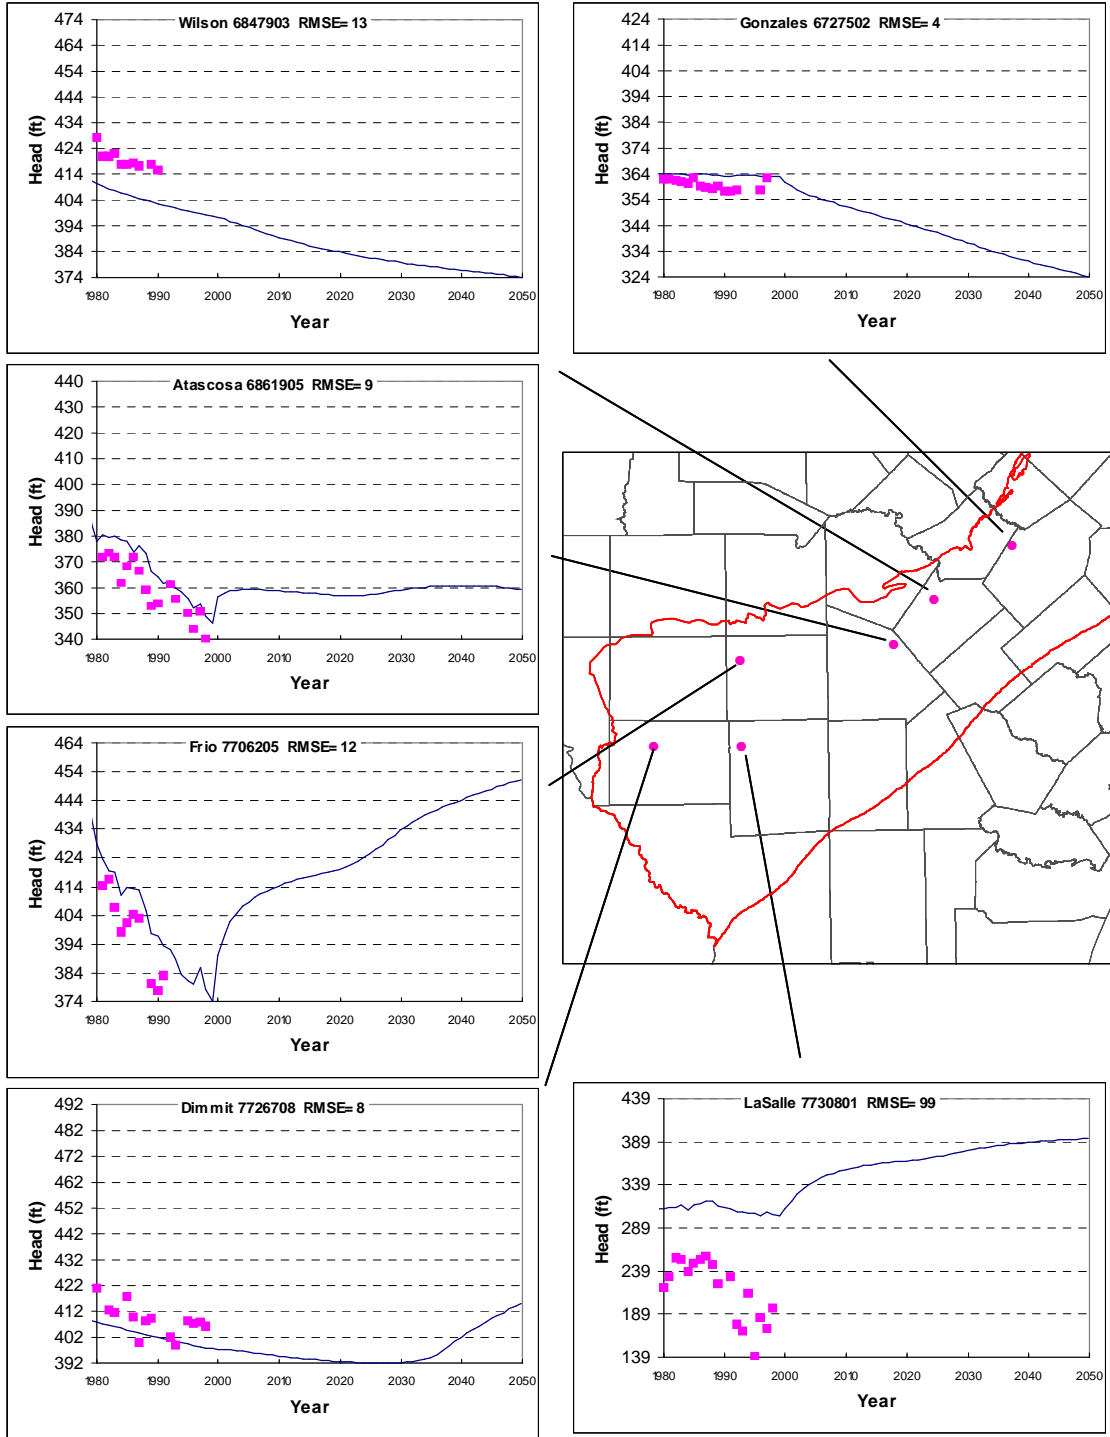 Wilson 6847903 RMSE= 13
474
464
454
444
434
424
414
404
394
384
374
Head (ft)
1980 1990 2000 2010 2020 2030 2040 2050
Year
Gonzales 6727502 RMSE= 4
424
414
404
394
384
374
364
354
344
334
324
Head (ft)
1980 1990 2000 2010 2020 2030 2040 2050
Year
Atascosa 6861905 RMSE= 9
440
430
420
410
400
390
380
370
360
350
340
Head (ft)
1980 1990 2000 2010 2020 2030 2040 2050
Year
Frio 7706205 RMSE= 12
464
454
444
434
424
414
404
394
384
374
Head (ft)
1980 1990 2000 2010 2020 2030 2040 2050
Year
Dimmit 7726708 RMSE= 8
492
482
472
462
452
442
432
422
412
402
392
Head (ft)
1980 1990 2000 2010 2020 2030 2040 2050
Year
LaSalle 7730801 RMSE= 99
439
389
339
289
239
189
139
Head (ft)
1980 1990 2000 2010 2020 2030 2040 2050
Year